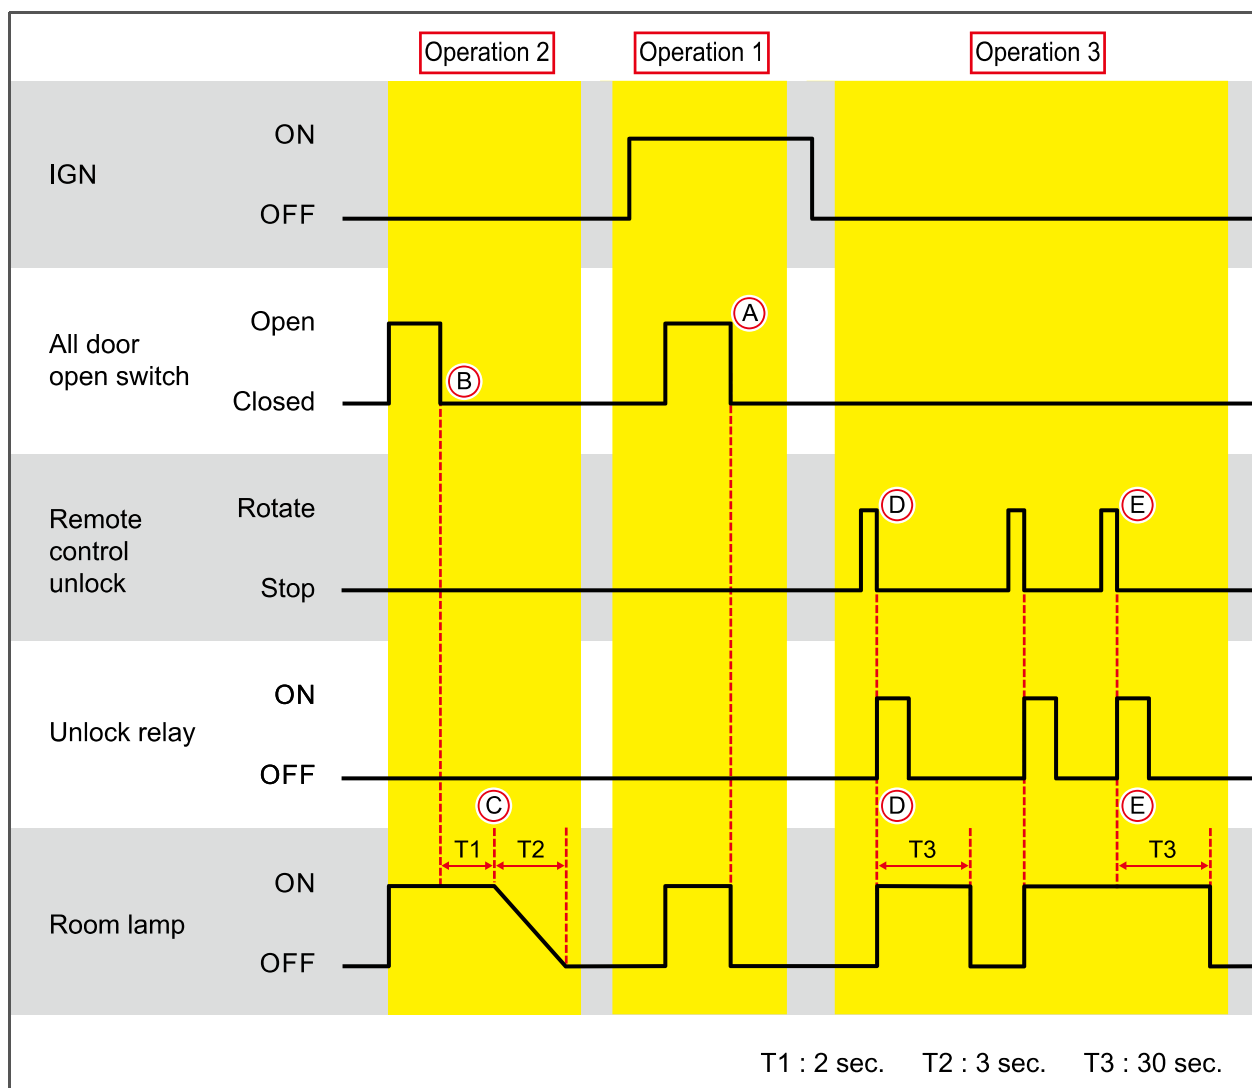 Operation 2
Operation 1
Operation 3
IGN
ON
OFF
All door
open switch
Open
Closed
A
B
Remote
control
unlock
Rotate
Stop
D
E
Unlock relay
ON
OFF
C
D
E
Room lamp
ON
OFF
T1
T2
T3
T3
T1 : 2 sec. T2 : 3 sec. T3 : 30 sec.